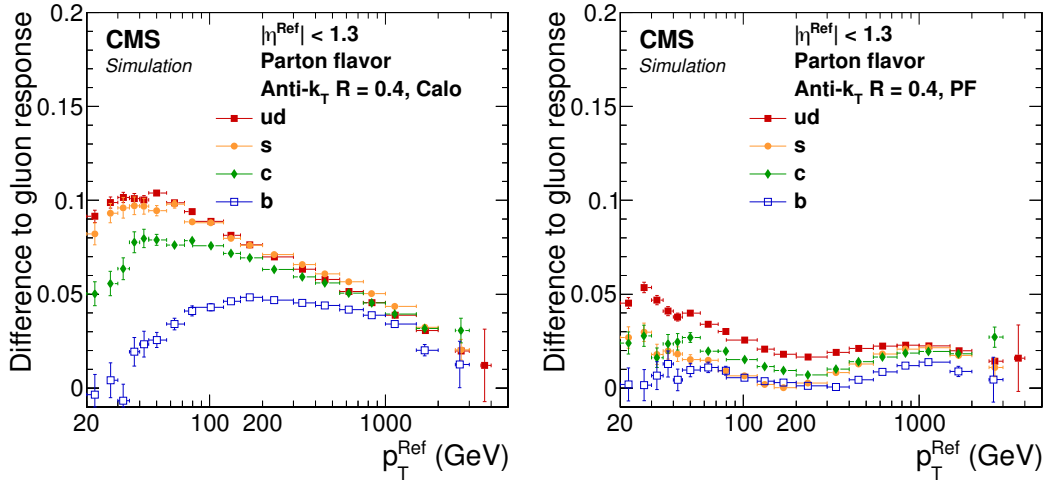 Difference to gluon response
0.2
0.15
0.1
0.05
0
CMS
Simulation
|η^Ref| < 1.3
Parton flavor
Anti-k_T R = 0.4, Calo
ud
s
c
b
20
100
200
1000
p_T^Ref (GeV)
Difference to gluon response
0.2
0.15
0.1
0.05
0
CMS
Simulation
|η^Ref| < 1.3
Parton flavor
Anti-k_T R = 0.4, PF
ud
s
c
b
20
100
200
1000
p_T^Ref (GeV)